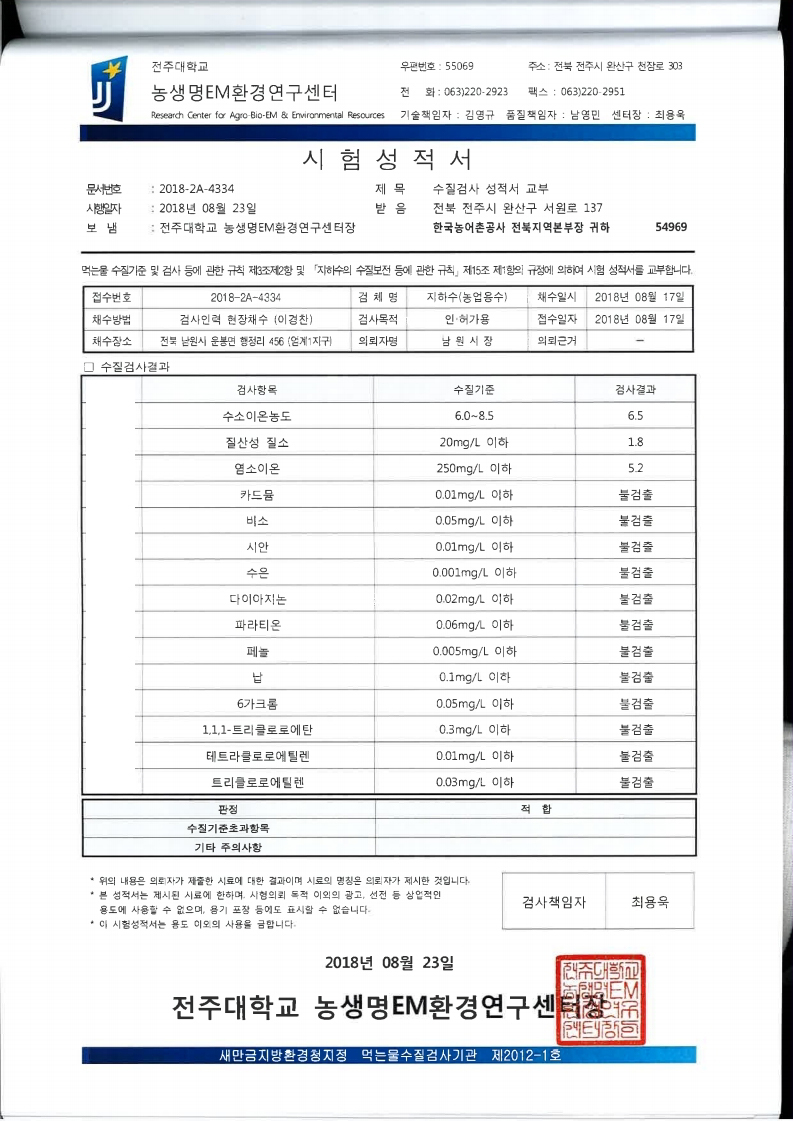 전주대학교
농생명EM환경연구센터
Research Center for Agro-Bio-EM & Environmental Resources
우편번호 : 55069 주소 : 전북 전주시 완산구 천잠로 303
전 화 : 063)220-2923 팩스 : 063)220-2951
기술책임자 : 김영규 품질책임자 : 남영민 센터장 : 최용욱
시 험 성 적 서
문서번호 : 2018-2A-4334 제 목 수질검사 성적서 교부
시행일자 : 2018년 08월 23일 받 음 전북 전주시 완산구 서원로 137
보 냄 : 전주대학교 농생명EM환경연구센터장 한국농어촌공사 전북지역본부장 귀하 54969
먹는물 수질기준 및 검사 등에 관한 규칙 제3조제2항 및 「지하수의 수질보전 등에 관한 규칙」 제15조 제1항의 규정에 의하여 시험 성적서를 교부합니다.
접수번호 2018-2A-4334 검 체 명 지하수(농업용수) 채수일시 2018년 08월 17일
채수방법 검사인력 현장채수 (이경찬) 검사목적 인·허가용 접수일자 2018년 08월 17일
채수장소 전북 남원시 운봉면 행정리 456 (엄계1지구) 의뢰자명 남 원 시 장 의뢰근거 -
□ 수질검사결과
검사항목 수질기준 검사결과
수소이온농도 6.0~8.5 6.5
질산성 질소 20mg/L 이하 1.8
염소이온 250mg/L 이하 5.2
카드뮴 0.01mg/L 이하 불검출
비소 0.05mg/L 이하 불검출
시안 0.01mg/L 이하 불검출
수은 0.001mg/L 이하 불검출
다이아지논 0.02mg/L 이하 불검출
파라티온 0.06mg/L 이하 불검출
페놀 0.005mg/L 이하 불검출
납 0.1mg/L 이하 불검출
6가크롬 0.05mg/L 이하 불검출
1,1,1-트리클로로에탄 0.3mg/L 이하 불검출
테트라클로로에틸렌 0.01mg/L 이하 불검출
트리클로로에틸렌 0.03mg/L 이하 불검출
판정 적 합
수질기준초과항목
기타 주의사항
* 위의 내용은 의뢰자가 제출한 시료에 대한 결과이며 시료의 명칭은 의뢰자가 제시한 것입니다.
* 본 성적서는 제시된 시료에 한하며, 시험의뢰 목적 이외의 광고, 선전 등 상업적인
용도에 사용할 수 없으며, 용기 포장 등에도 표시할 수 없습니다.
* 이 시험성적서는 용도 이외의 사용을 금합니다.
검사책임자 최용욱
2018년 08월 23일
전주대학교 농생명EM환경연구센터장
전주대학교
농생명EM
환경연구
센터장인
새만금지방환경청지정 먹는물수질검사기관 제2012-1호